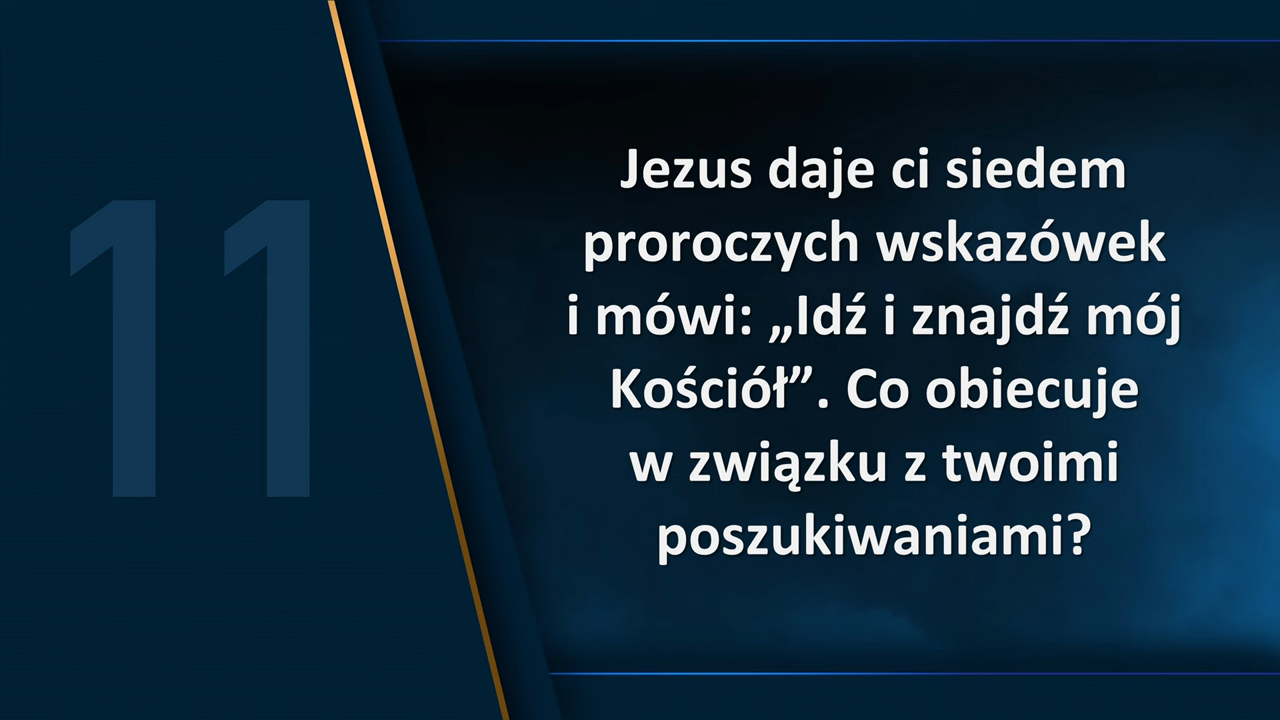 11
Jezus daje ci siedem
proroczych wskazówek
i mówi: „Idź i znajdź mój
Kościół”. Co obiecuje
w związku z twoimi
poszukiwaniami?